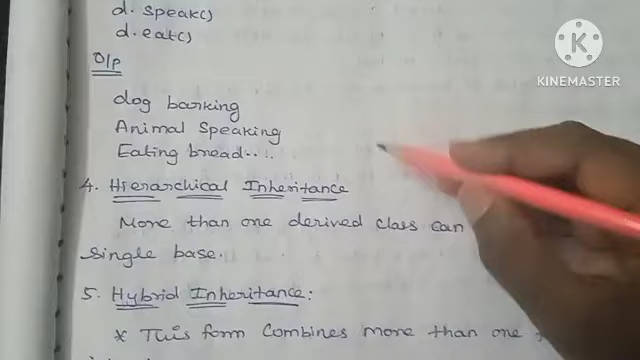 d. speak()
d. eat()
O/p
dog barking
Animal Speaking
Eating bread...
4. Hierarchical Inheritance
More than one derived class can
single base.
5. Hybrid Inheritance:
* This form combines more than one
K
KINEMASTER